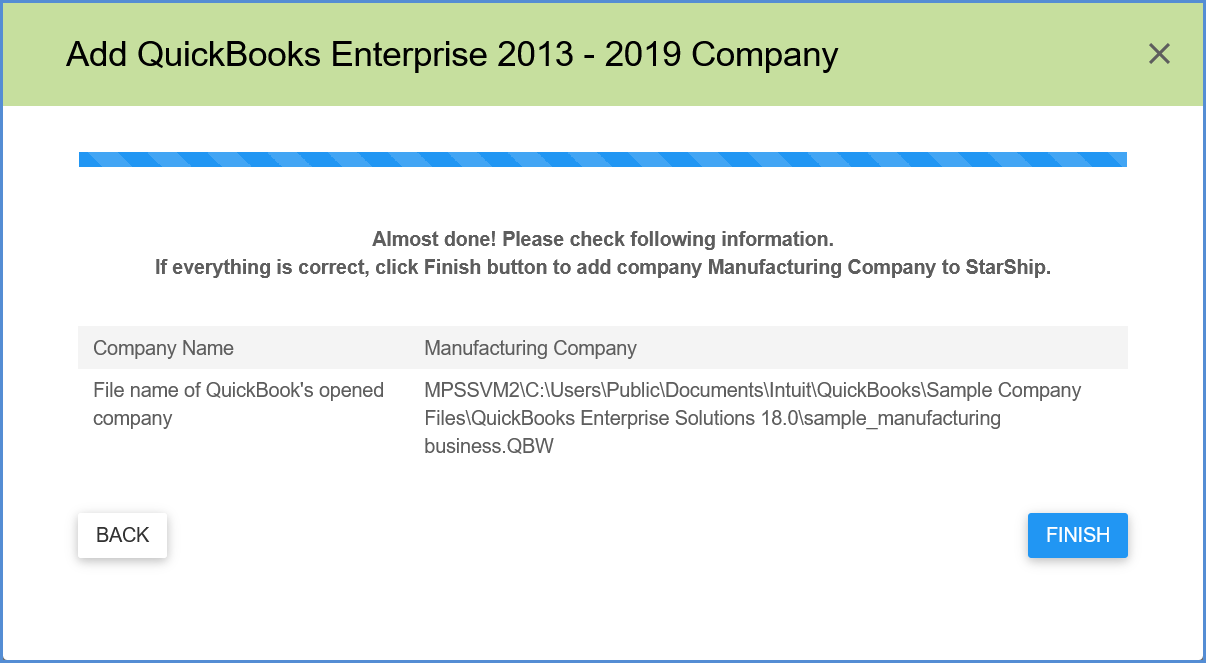 Add QuickBooks Enterprise 2013 - 2019 Company
Almost done! Please check following information.
If everything is correct, click Finish button to add company Manufacturing Company to StarShip.
Company Name Manufacturing Company
File name of QuickBook's opened company
MPSSVM2\C:\Users\Public\Documents\Intuit\QuickBooks\Sample Company
Files\QuickBooks Enterprise Solutions 18.0\sample_manufacturing
business.QBW
BACK
FINISH